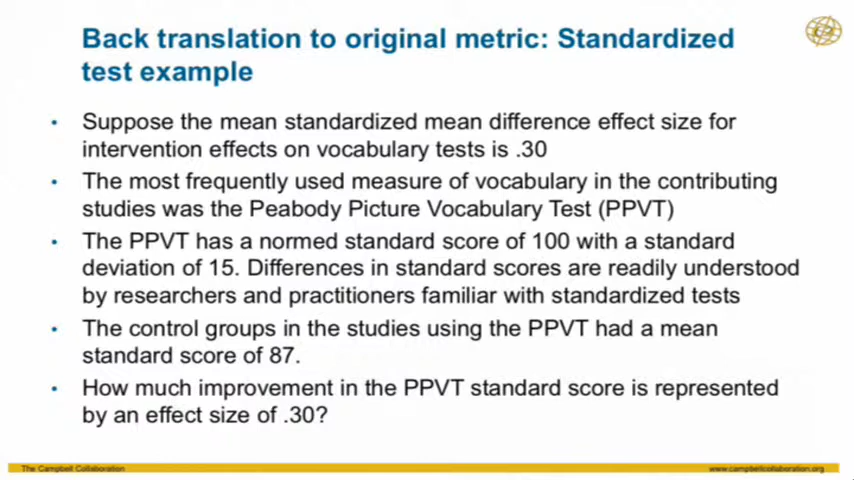 Back translation to original metric: Standardized
test example
• Suppose the mean standardized mean difference effect size for
intervention effects on vocabulary tests is .30
• The most frequently used measure of vocabulary in the contributing
studies was the Peabody Picture Vocabulary Test (PPVT)
• The PPVT has a normed standard score of 100 with a standard
deviation of 15. Differences in standard scores are readily understood
by researchers and practitioners familiar with standardized tests
• The control groups in the studies using the PPVT had a mean
standard score of 87.
• How much improvement in the PPVT standard score is represented
by an effect size of .30?
The Campbell Collaboration
www.campbellcollaboration.org